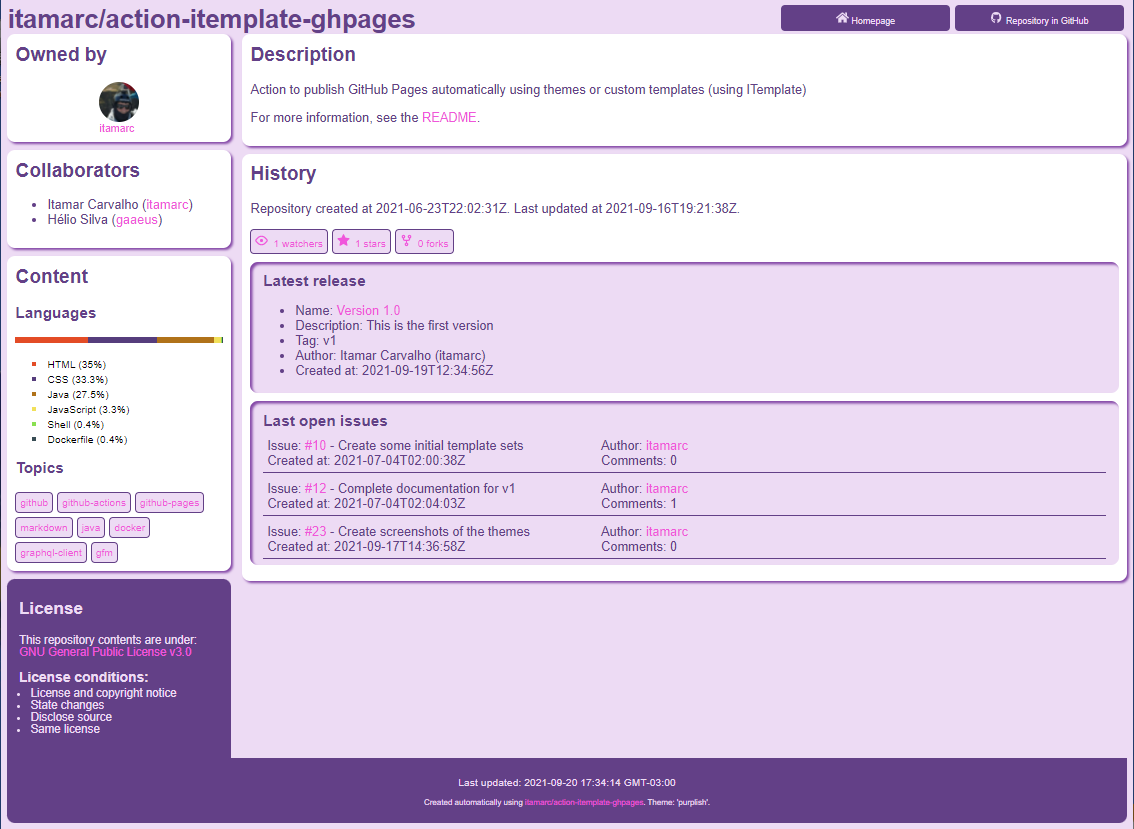 itamarc/action-itemplate-ghpages
Homepage
Repository in GitHub
Owned by
itamarc
Collaborators
Itamar Carvalho (itamarc)
Hélio Silva (gaaeus)
Content
Languages
HTML (35%)
CSS (33.3%)
Java (27.5%)
JavaScript (3.3%)
Shell (0.4%)
Dockerfile (0.4%)
Topics
github github-actions github-pages
markdown java docker
graphql-client gfm
License
This repository contents are under:
GNU General Public License v3.0
License conditions:
License and copyright notice
State changes
Disclose source
Same license
Description
Action to publish GitHub Pages automatically using themes or custom templates (using ITemplate)
For more information, see the README.
History
Repository created at 2021-06-23T22:02:31Z. Last updated at 2021-09-16T19:21:38Z.
1 watchers 1 stars 0 forks
Latest release
Name: Version 1.0
Description: This is the first version
Tag: v1
Author: Itamar Carvalho (itamarc)
Created at: 2021-09-19T12:34:56Z
Last open issues
Issue: #10 - Create some initial template sets Author: itamarc
Created at: 2021-07-04T02:00:38Z Comments: 0
Issue: #12 - Complete documentation for v1 Author: itamarc
Created at: 2021-07-04T02:04:03Z Comments: 1
Issue: #23 - Create screenshots of the themes Author: itamarc
Created at: 2021-09-17T14:36:58Z Comments: 0
Last updated: 2021-09-20 17:34:14 GMT-03:00
Created automatically using itamarc/action-itemplate-ghpages. Theme: 'purplish'.